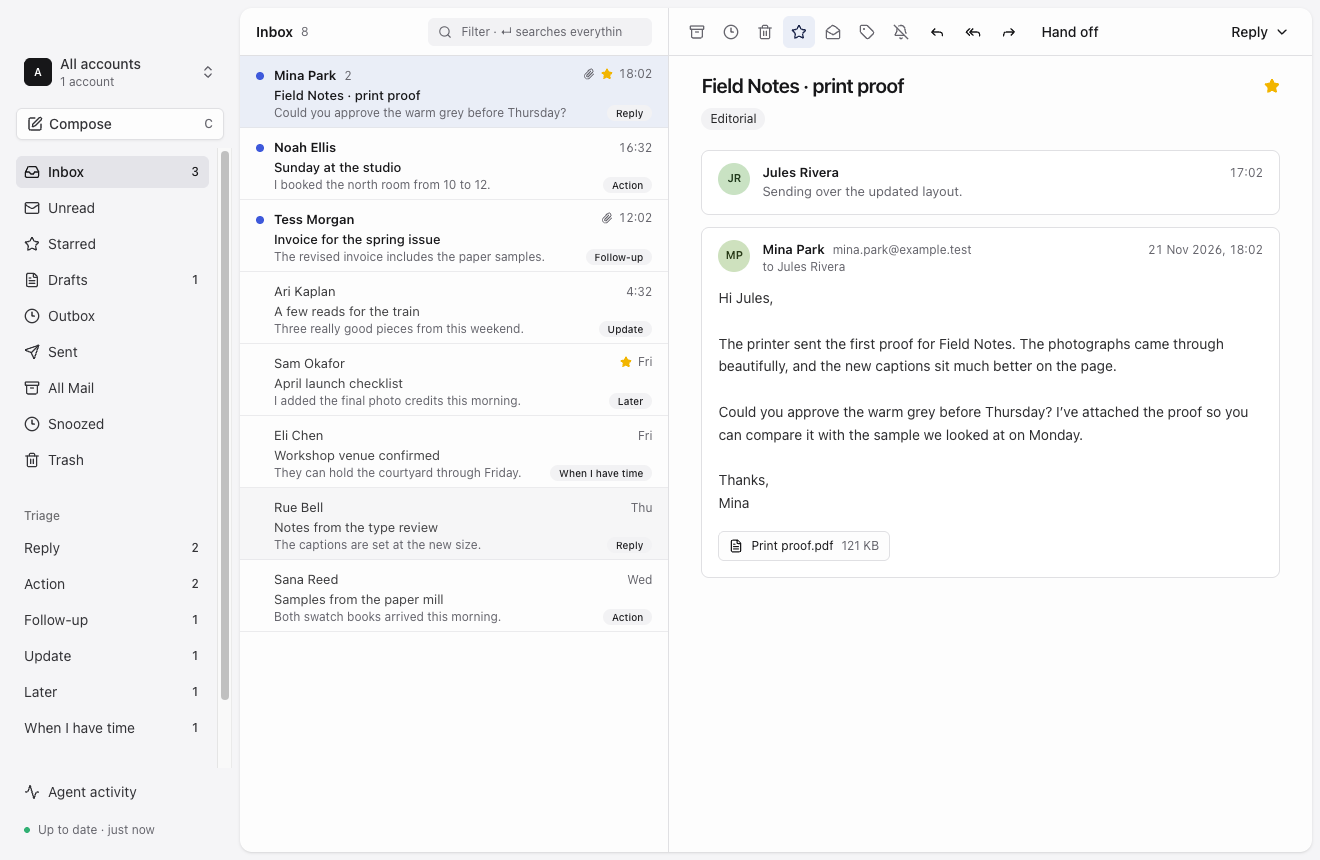 A
All accounts
1 account
Compose C
Inbox 3
Unread
Starred
Drafts 1
Outbox
Sent
All Mail
Snoozed
Trash
Triage
Reply 2
Action 2
Follow-up 1
Update 1
Later 1
When I have time 1
Agent activity
Up to date · just now
Inbox 8
Filter · ↵ searches everythin
Mina Park 2 18:02
Field Notes · print proof
Could you approve the warm grey before Thursday? Reply
Noah Ellis 16:32
Sunday at the studio
I booked the north room from 10 to 12. Action
Tess Morgan 12:02
Invoice for the spring issue
The revised invoice includes the paper samples. Follow-up
Ari Kaplan 4:32
A few reads for the train
Three really good pieces from this weekend. Update
Sam Okafor Fri
April launch checklist
I added the final photo credits this morning. Later
Eli Chen Fri
Workshop venue confirmed
They can hold the courtyard through Friday. When I have time
Rue Bell Thu
Notes from the type review
The captions are set at the new size. Reply
Sana Reed Wed
Samples from the paper mill
Both swatch books arrived this morning. Action
Hand off Reply
Field Notes · print proof
Editorial
JR Jules Rivera 17:02
Sending over the updated layout.
MP Mina Park mina.park@example.test 21 Nov 2026, 18:02
to Jules Rivera
Hi Jules,
The printer sent the first proof for Field Notes. The photographs came through
beautifully, and the new captions sit much better on the page.
Could you approve the warm grey before Thursday? I’ve attached the proof so you
can compare it with the sample we looked at on Monday.
Thanks,
Mina
Print proof.pdf 121 KB